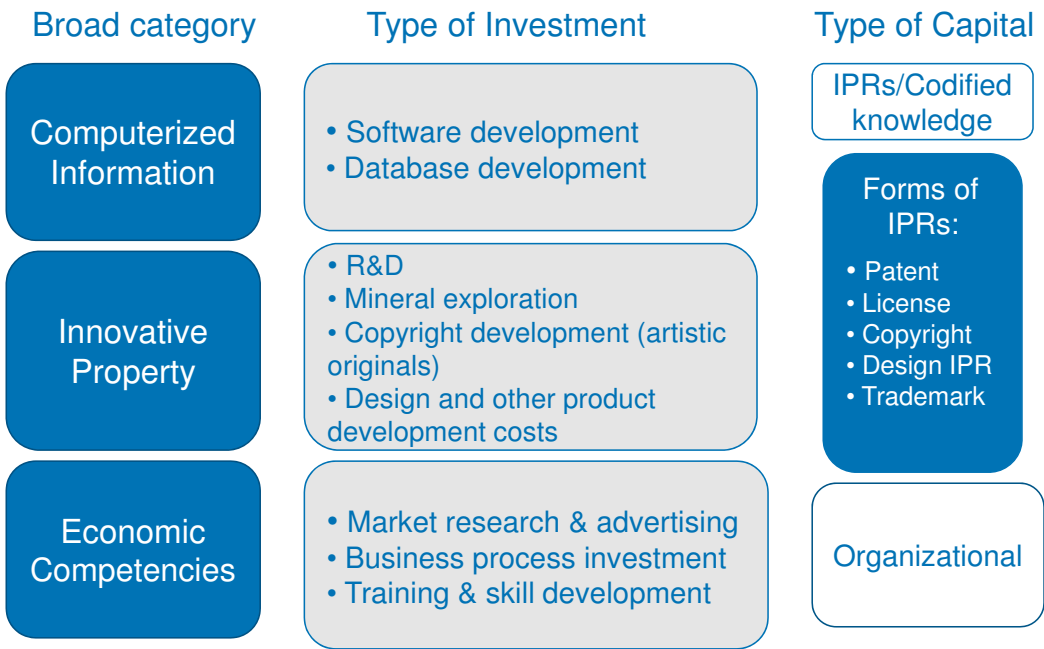 Broad category
Type of Investment
Type of Capital
Computerized
Information
• Software development
• Database development
IPRs/Codified
knowledge
Forms of
IPRs:
• Patent
• License
• Copyright
• Design IPR
• Trademark
Innovative
Property
• R&D
• Mineral exploration
• Copyright development (artistic
originals)
• Design and other product
development costs
Economic
Competencies
• Market research & advertising
• Business process investment
• Training & skill development
Organizational